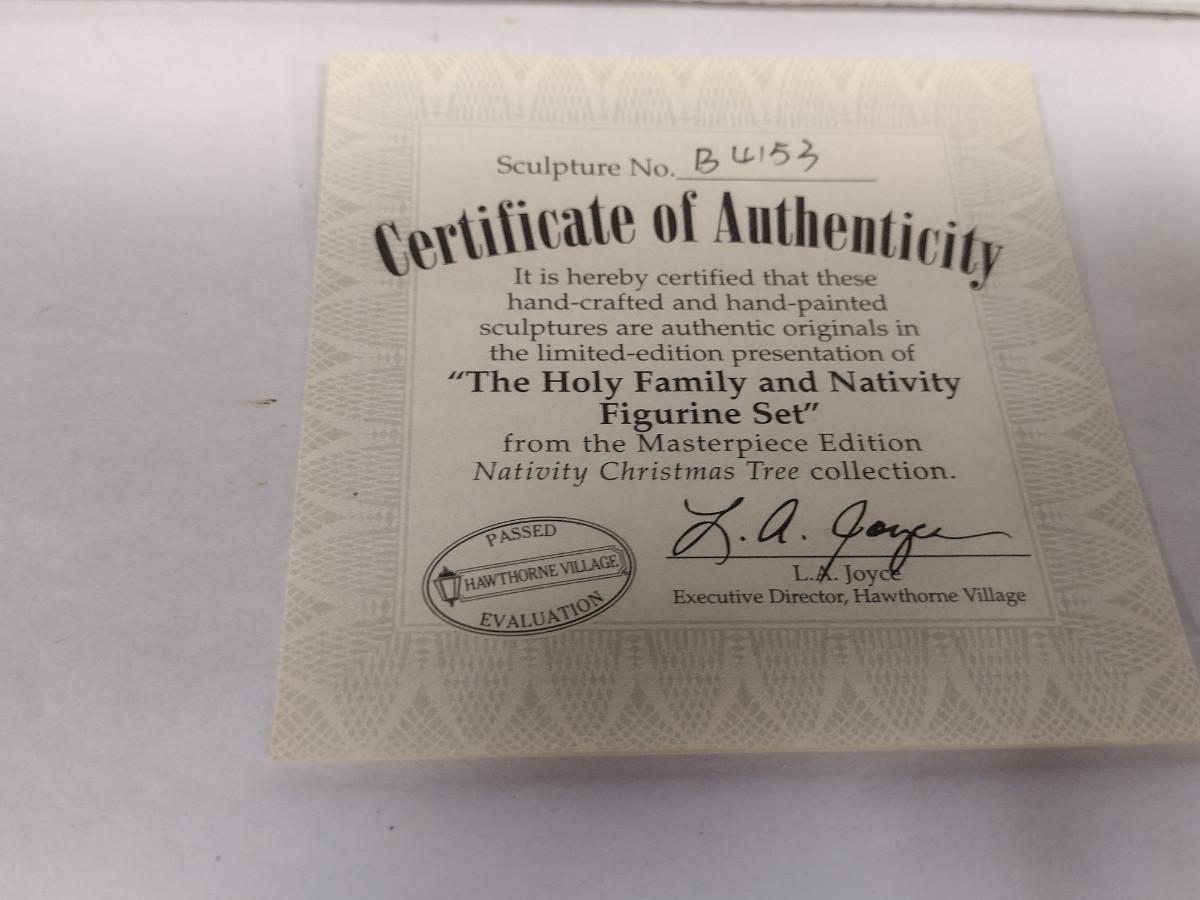 Sculpture No. B4153
Certificate of Authenticity
It is hereby certified that these
hand-crafted and hand-painted
sculptures are authentic originals in
the limited-edition presentation of
“The Holy Family and Nativity
Figurine Set”
from the Masterpiece Edition
Nativity Christmas Tree collection.
PASSED
HAWTHORNE VILLAGE
EVALUATION
L. A. Joyce
L.A. Joyce
Executive Director, Hawthorne Village